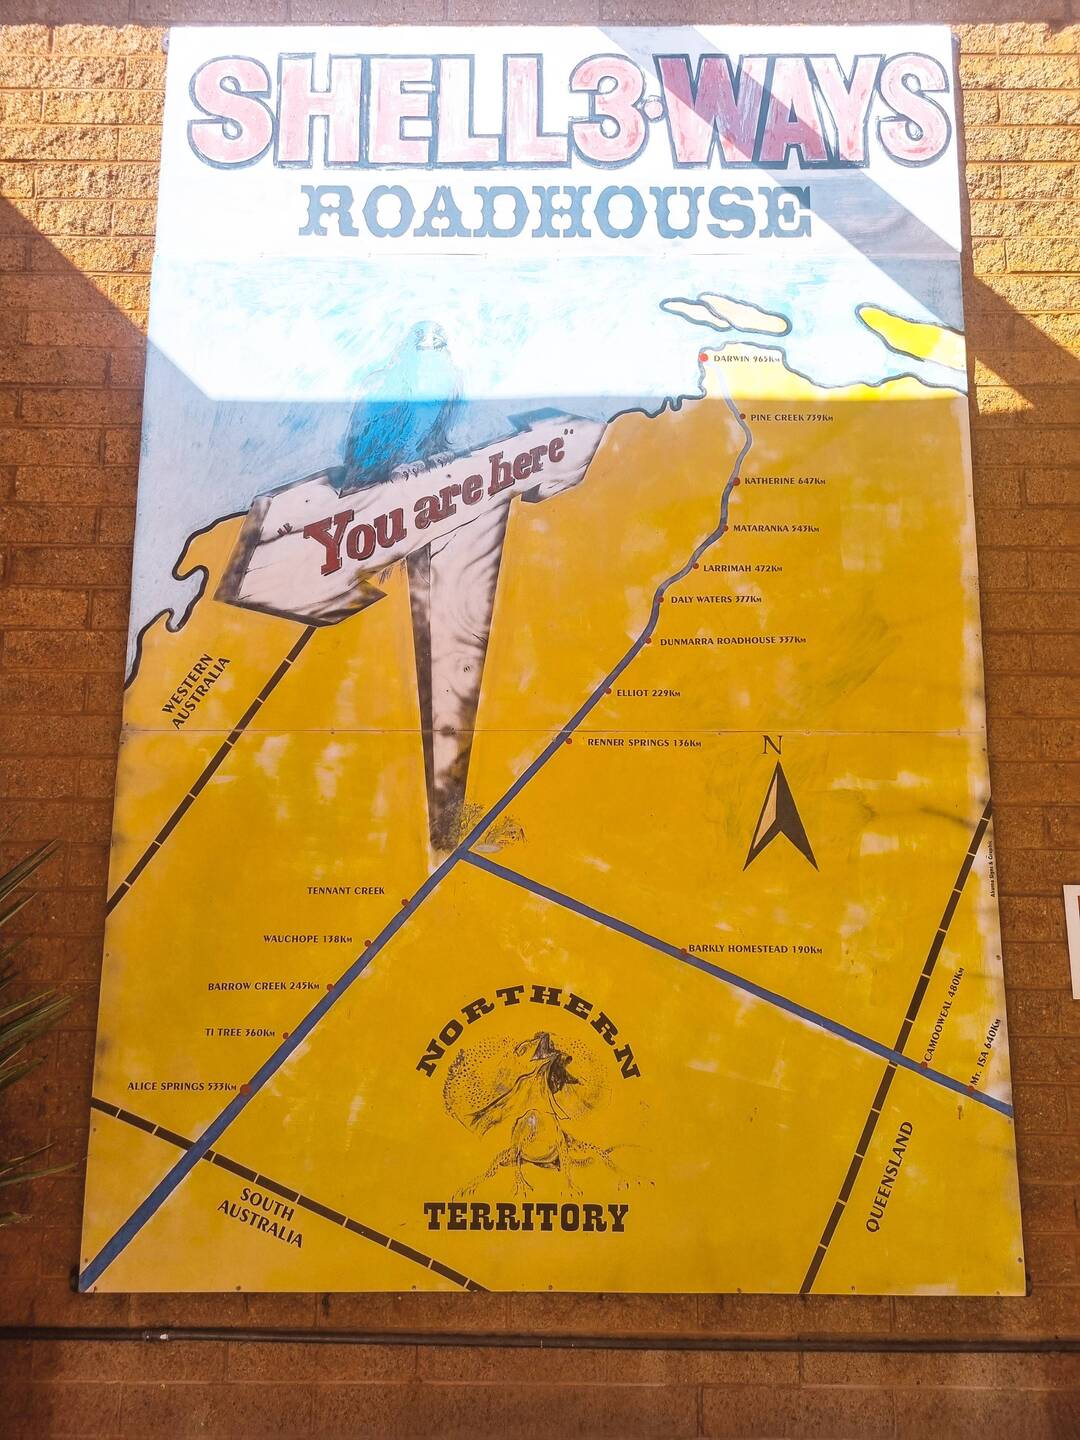 SHELL 3·WAYS
ROADHOUSE
DARWIN 965KM
PINE CREEK 739KM
"You are here"
KATHERINE 647KM
MATARANKA 543KM
LARRIMAH 472KM
DALY WATERS 377KM
DUNMARRA ROADHOUSE 337KM
WESTERN
AUSTRALIA
ELLIOT 229KM
RENNER SPRINGS 136KM
N
TENNANT CREEK
WAUCHOPE 138KM
BARKLY HOMESTEAD 190KM
BARROW CREEK 245KM
TI TREE 360KM
CAMOOWEAL 480KM
MT. ISA 640KM
ALICE SPRINGS 533KM
NORTHERN
TERRITORY
QUEENSLAND
SOUTH
AUSTRALIA
Signs & Graphic